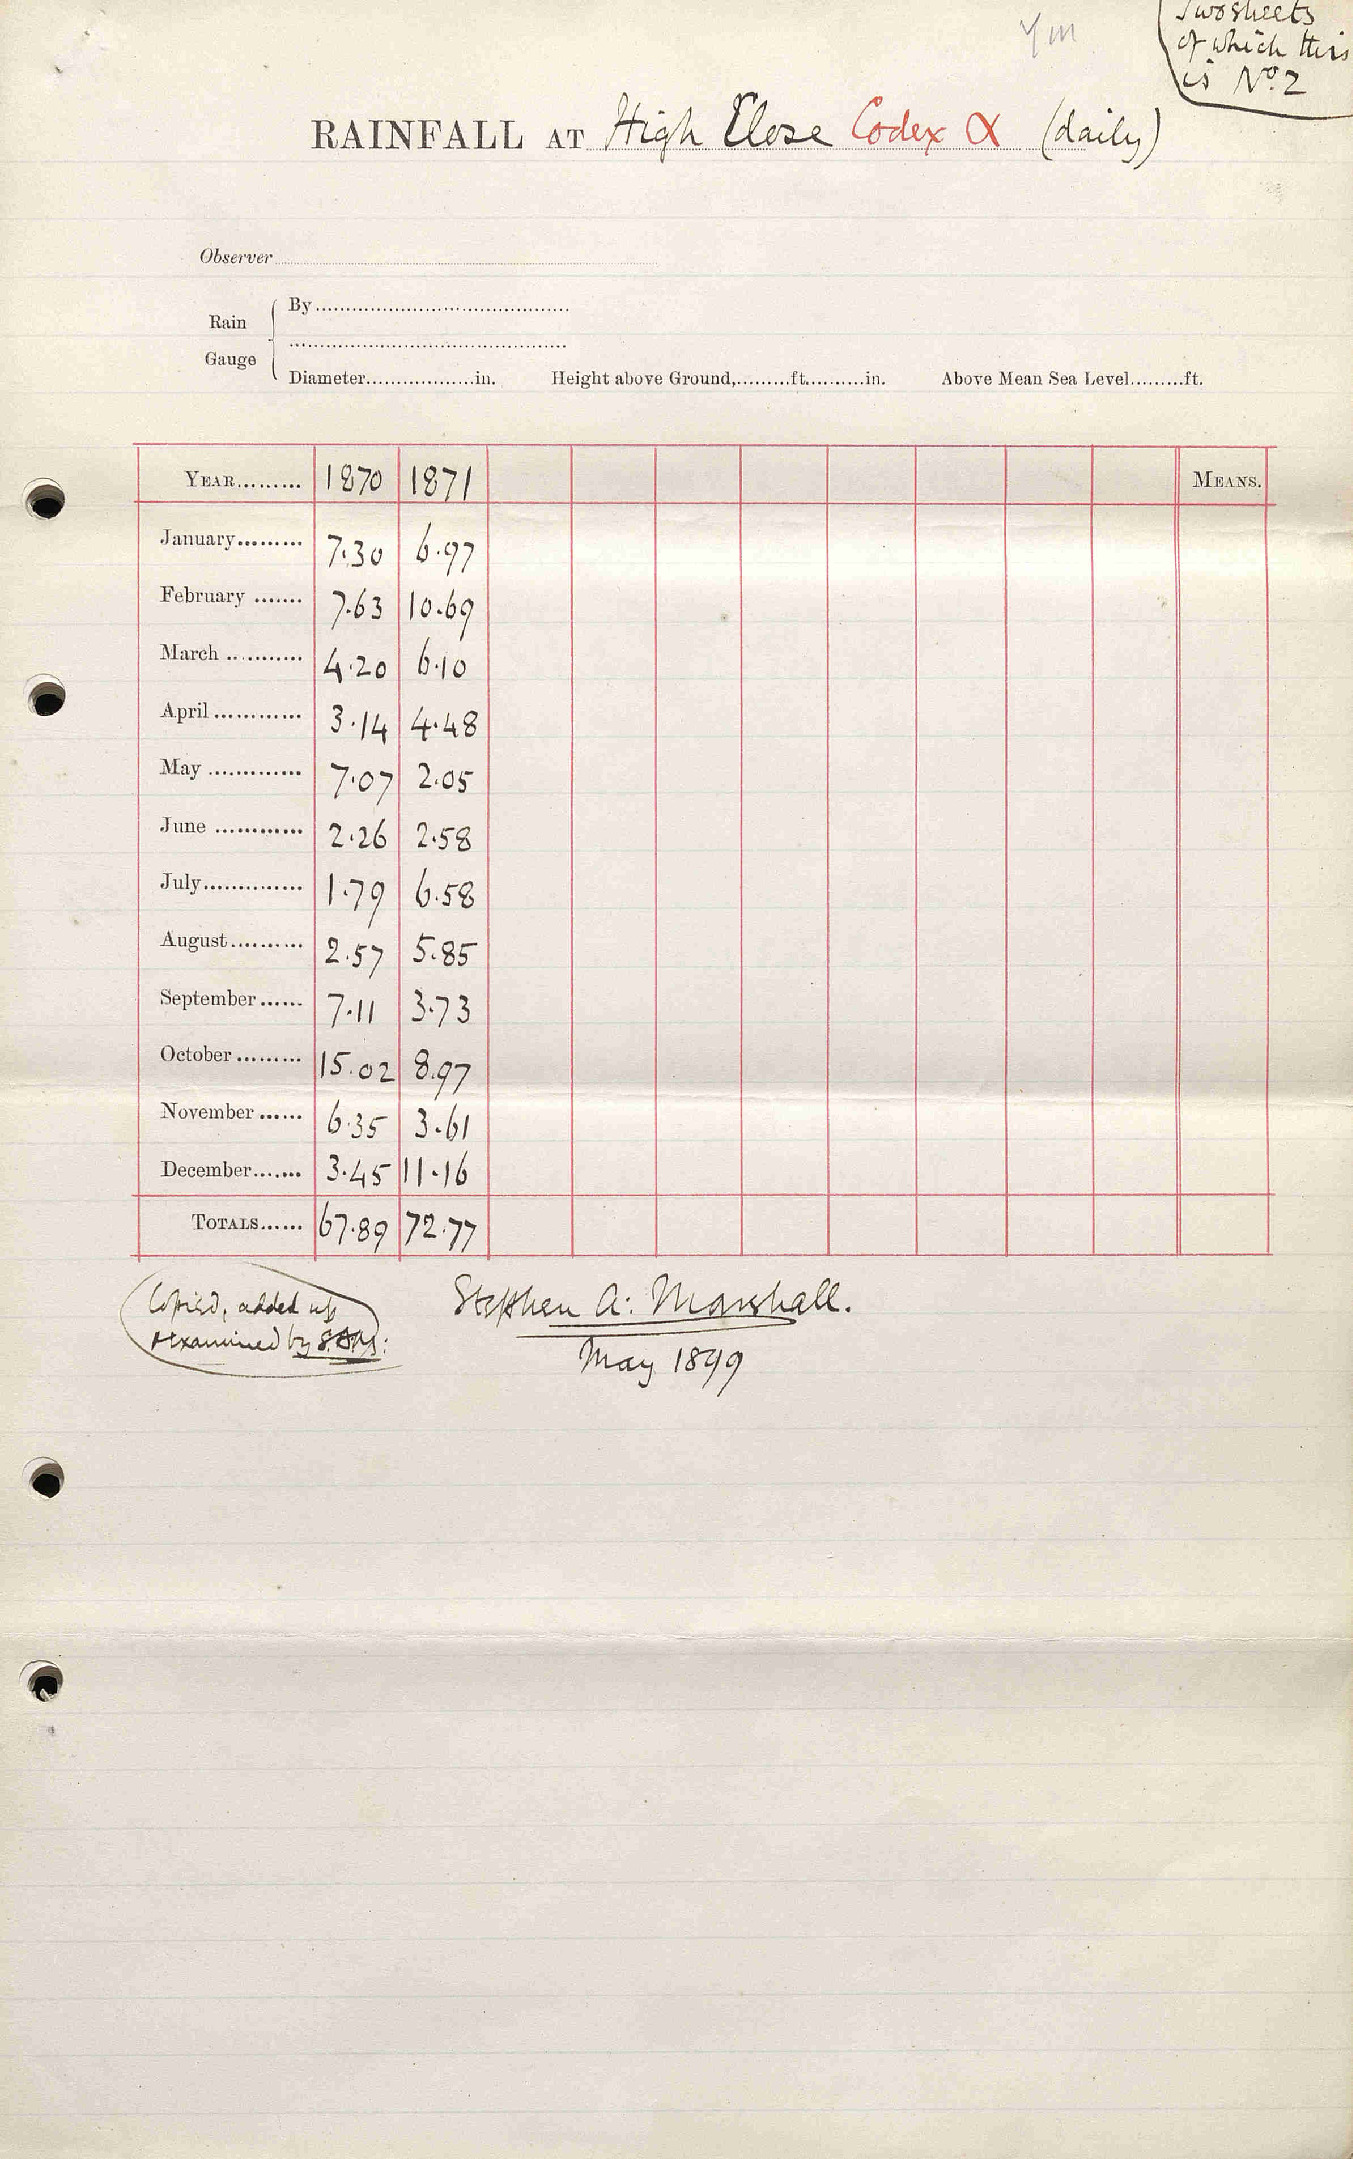 Two sheets
of which this
is No. 2
RAINFALL AT High Close Codex α (daily)
Observer
Rain Gauge
By
Diameter in. Height above Ground, ft. in. Above Mean Sea Level ft.
YEAR 1870 1871 MEANS.
January 7.30 6.97
February 7.63 10.69
March 4.20 6.10
April 3.14 4.48
May 7.07 2.05
June 2.26 2.58
July 1.79 6.58
August 2.57 5.85
September 7.11 3.73
October 15.02 8.97
November 6.35 3.61
December 3.45 11.16
TOTALS 67.89 72.77
Copied, added up
& examined by S.A.M:
Stephen A: Marshall.
May 1899